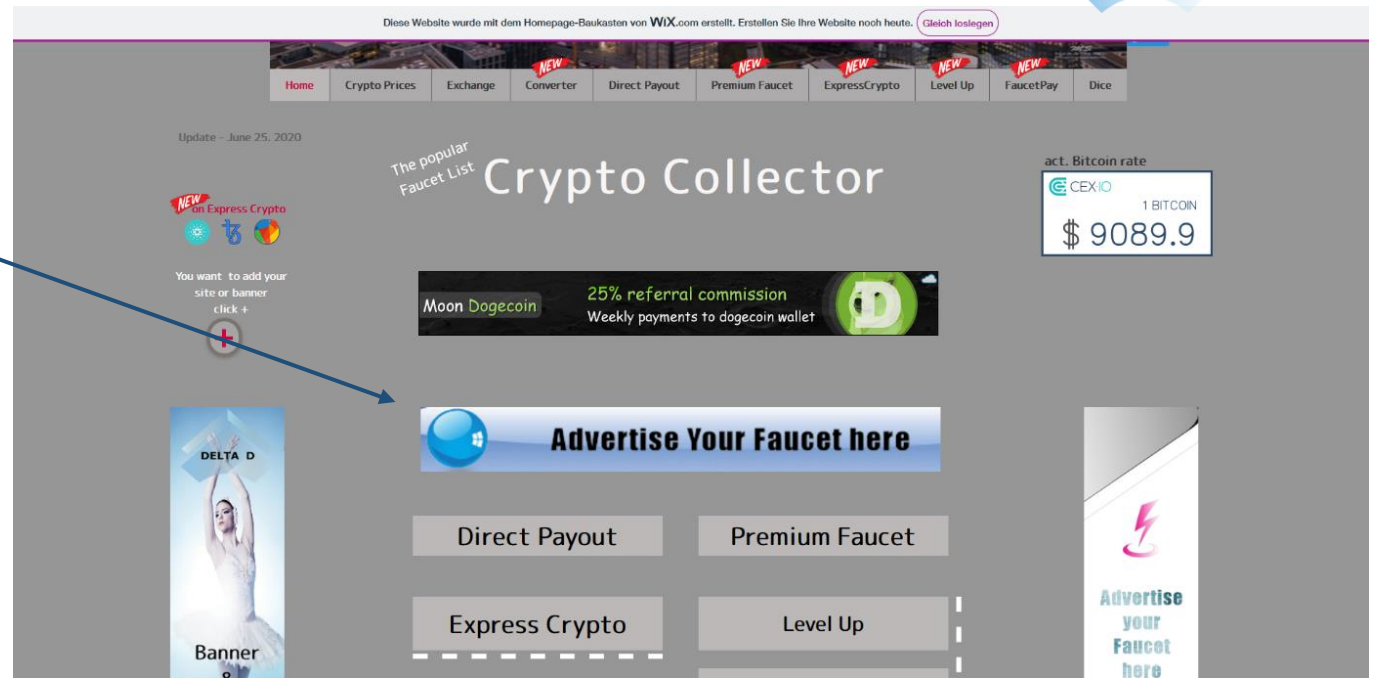 Diese Website wurde mit dem Homepage-Baukasten von WiX.com erstellt. Erstellen Sie Ihre Website noch heute. Gleich loslegen
NEW NEW NEW NEW NEW
Home Crypto Prices Exchange Converter Direct Payout Premium Faucet ExpressCrypto Level Up FaucetPay Dice
Update - June 25, 2020
The popular
Faucet List
Crypto Collector
act. Bitcoin rate
CEX·IO
1 BITCOIN
$ 9089.9
NEW
on Express Crypto
You want to add your
site or banner
click +
+
Moon Dogecoin
25% referral commission
Weekly payments to dogecoin wallet
Advertise Your Faucet here
DELTA D
Banner
&
Direct Payout Premium Faucet
Express Crypto Level Up
Advertise
your
Faucet
here